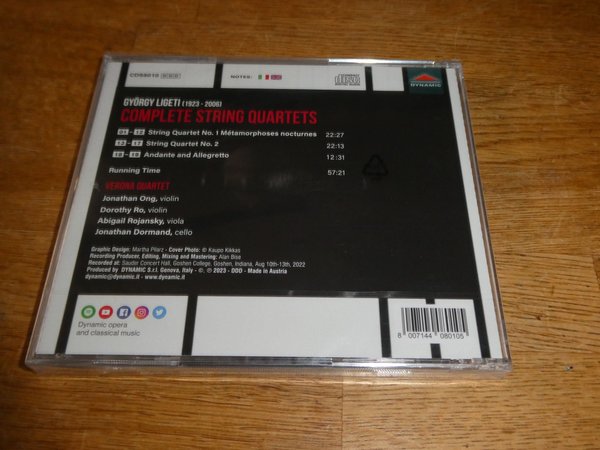 CDS8010 DDD
NOTES:
COMPACT disc DIGITAL AUDIO
DYNAMIC
GYÖRGY LIGETI (1923 - 2006)
COMPLETE STRING QUARTETS
01 - 12 String Quartet No. 1 Métamorphoses nocturnes 22:27
13 - 17 String Quartet No. 2 22:13
18 - 19 Andante and Allegretto 12:31
Running Time 57:21
VERONA QUARTET
Jonathan Ong, violin
Dorothy Ro, violin
Abigail Rojansky, viola
Jonathan Dormand, cello
Graphic Design: Martha Pilarz - Cover Photo: © Kaupo Kikkas
Recording Producer, Editing, Mixing and Mastering: Alan Bise
Recorded at: Sauder Concert Hall, Goshen College, Goshen, Indiana, Aug 10th-13th, 2022
Produced by DYNAMIC S.r.l. Genova, Italy - ©, ℗ 2023 - DDD - Made in Austria
dynamic@dynamic.it - www.dynamic.it
Dynamic opera
and classical music
8 007144 080105